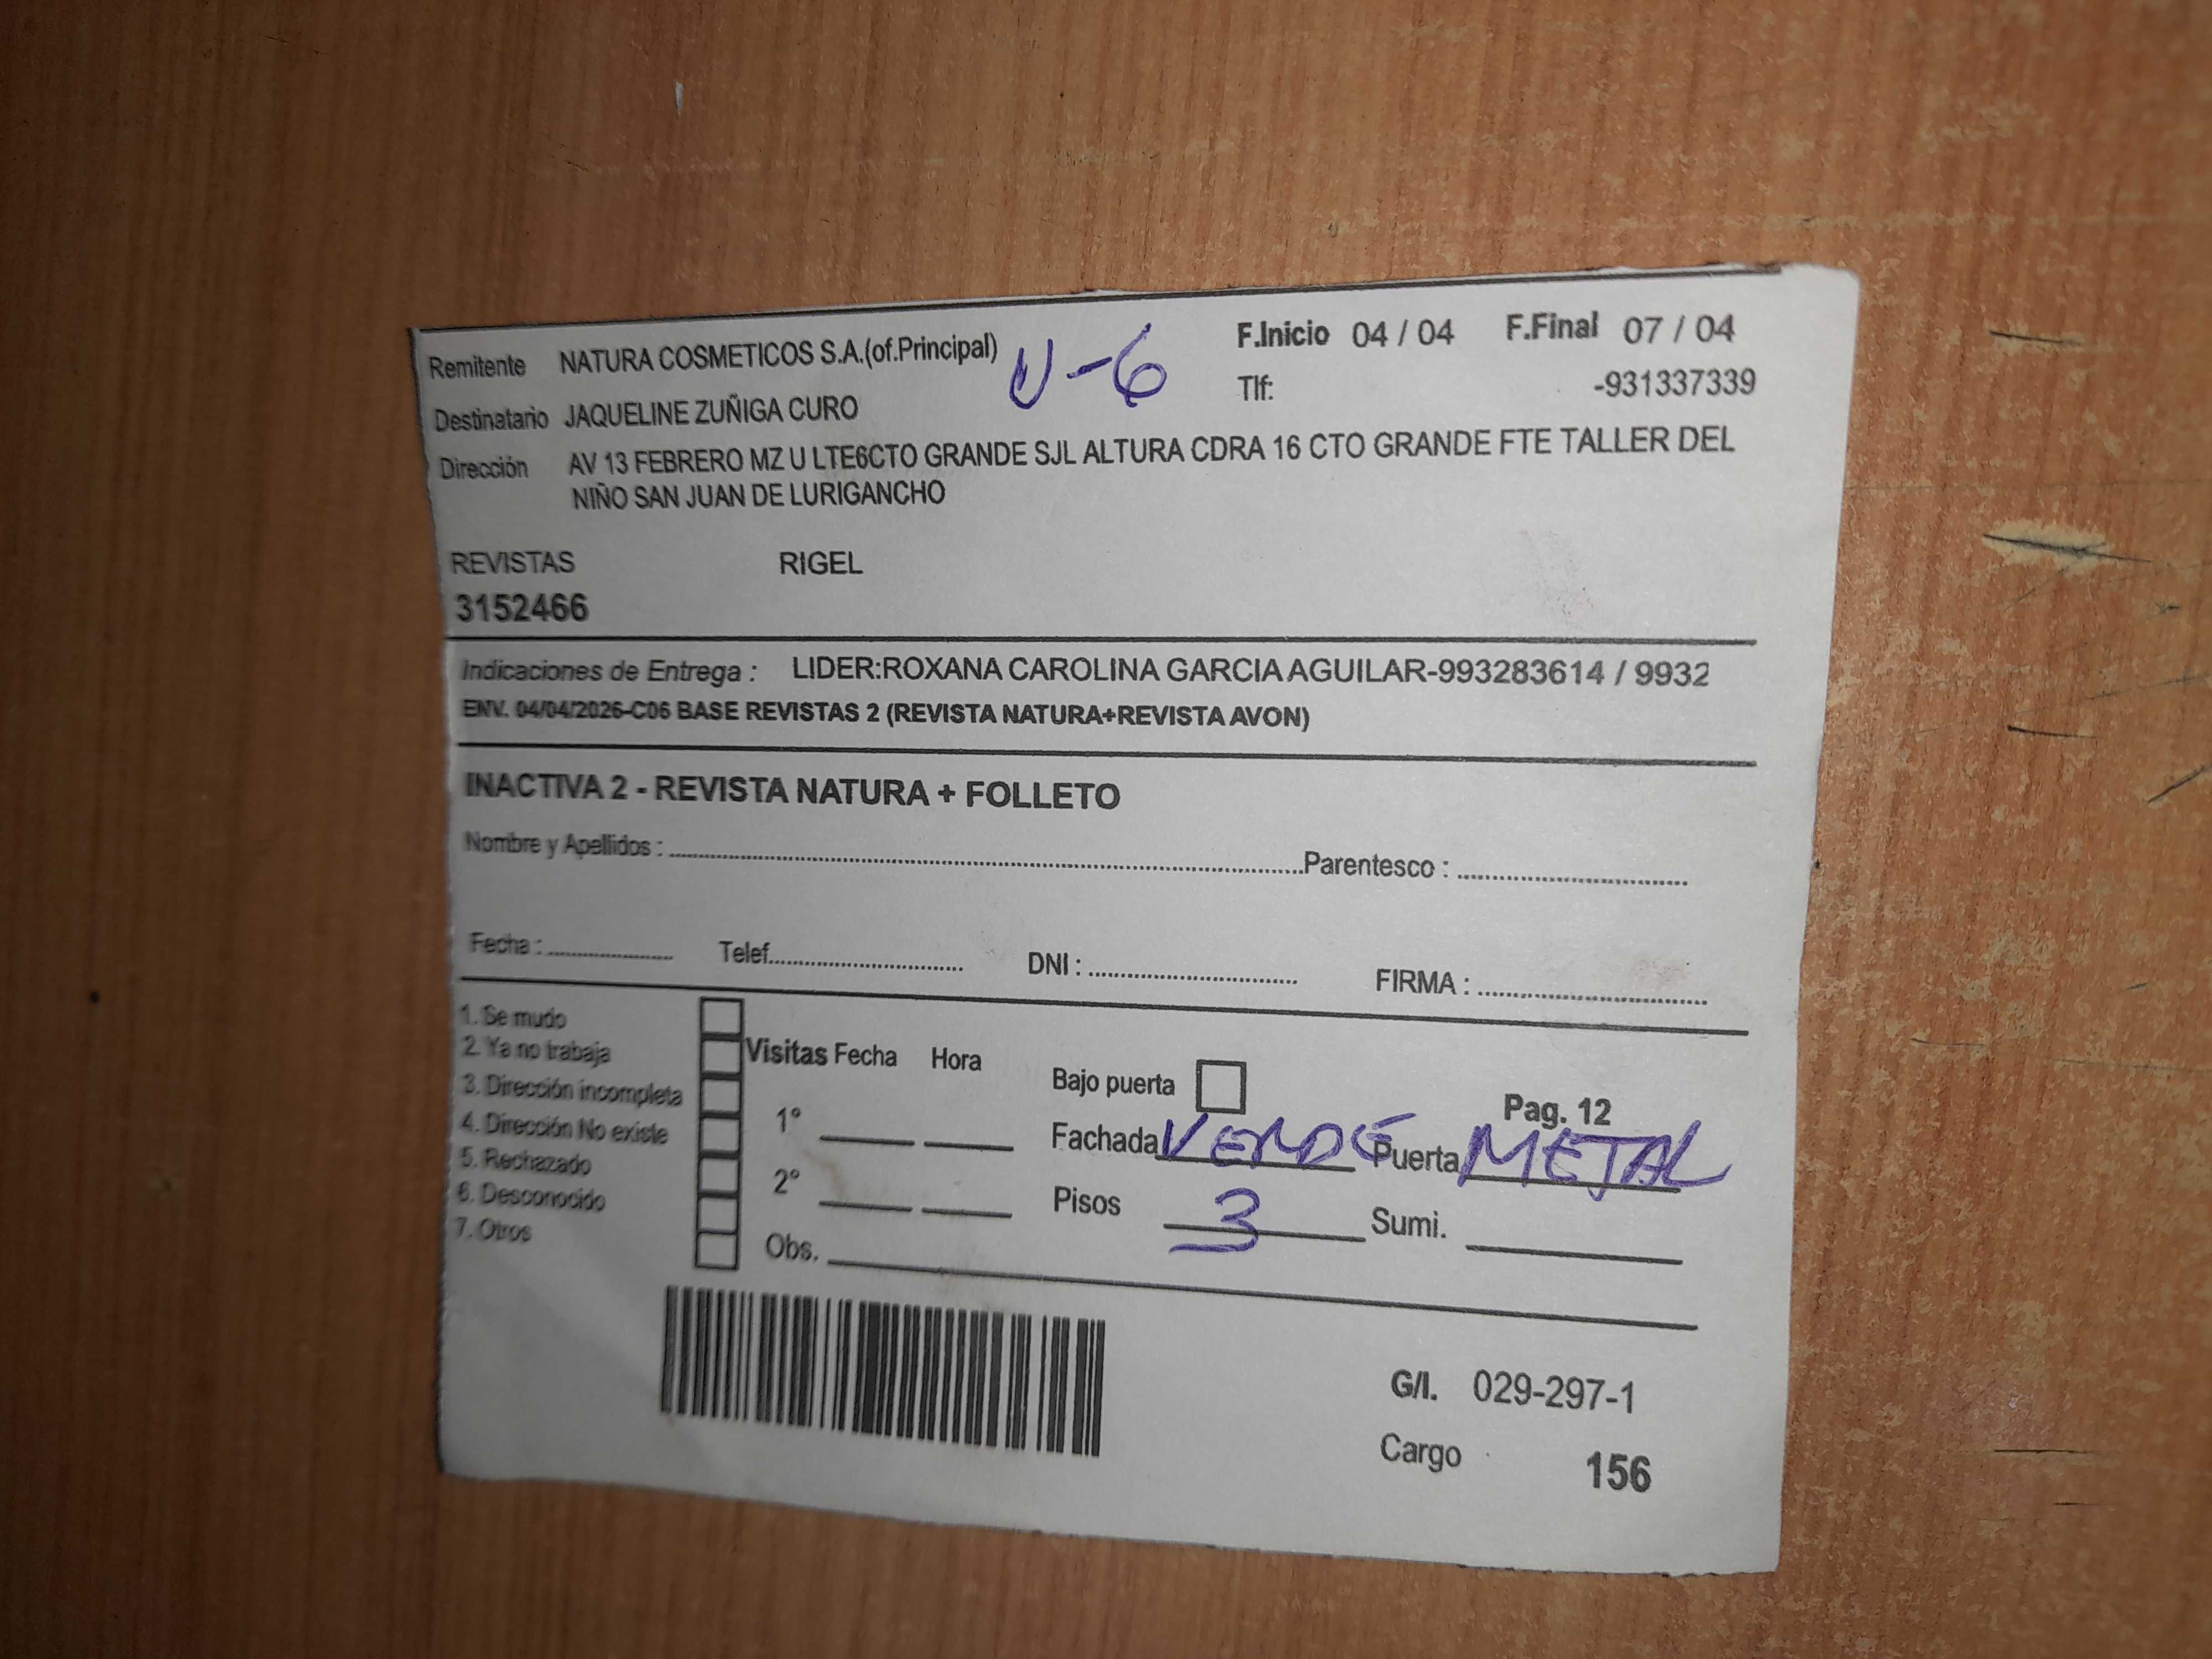 Remitente NATURA COSMETICOS S.A.(of.Principal) U-6 F.Inicio 04 / 04 F.Final 07 / 04
Tlf: -931337339
Destinatario JAQUELINE ZUÑIGA CURO
Dirección AV 13 FEBRERO MZ U LTE6CTO GRANDE SJL ALTURA CDRA 16 CTO GRANDE FTE TALLER DEL
NIÑO SAN JUAN DE LURIGANCHO
REVISTAS RIGEL
3152466
Indicaciones de Entrega : LIDER:ROXANA CAROLINA GARCIA AGUILAR-993283614 / 9932
ENV. 04/04/2026-C06 BASE REVISTAS 2 (REVISTA NATURA+REVISTA AVON)
INACTIVA 2 - REVISTA NATURA + FOLLETO
Nombre y Apellidos : Parentesco :
Fecha : Telef. DNI : FIRMA :
1. Se mudo
2. Ya no trabaja
3. Dirección incompleta
4. Dirección No existe
5. Rechazado
6. Desconocido
7. Otros
Visitas Fecha Hora
1°
2°
Obs.
Bajo puerta
Pag. 12
Fachada VERDE Puerta METAL
Pisos 3 Sumi.
G/I. 029-297-1
Cargo 156